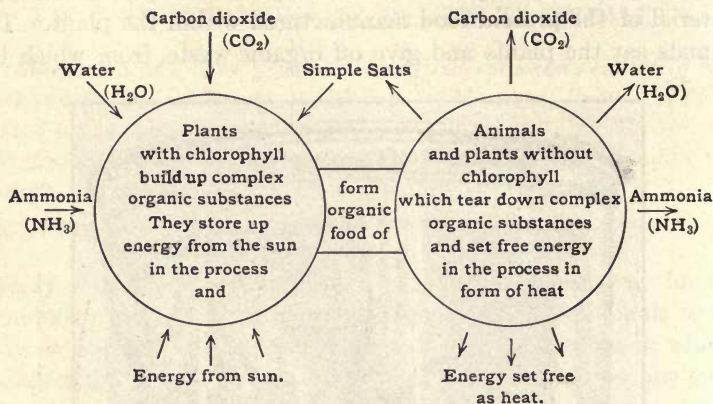 terial of
Carbon dioxide
(CO₂)
Carbon dioxide
(CO₂)
Water
(H₂O)
Simple Salts
Water
(H₂O)
Plants
with chlorophyll
build up complex
organic substances
They store up
energy from the sun
in the process
and
Ammonia
(NH₃)
form
organic
food of
Animals
and plants without
chlorophyll
which tear down complex
organic substances
and set free energy
in the process in
form of heat
Ammonia
(NH₃)
Energy from sun.
Energy set free
as heat.